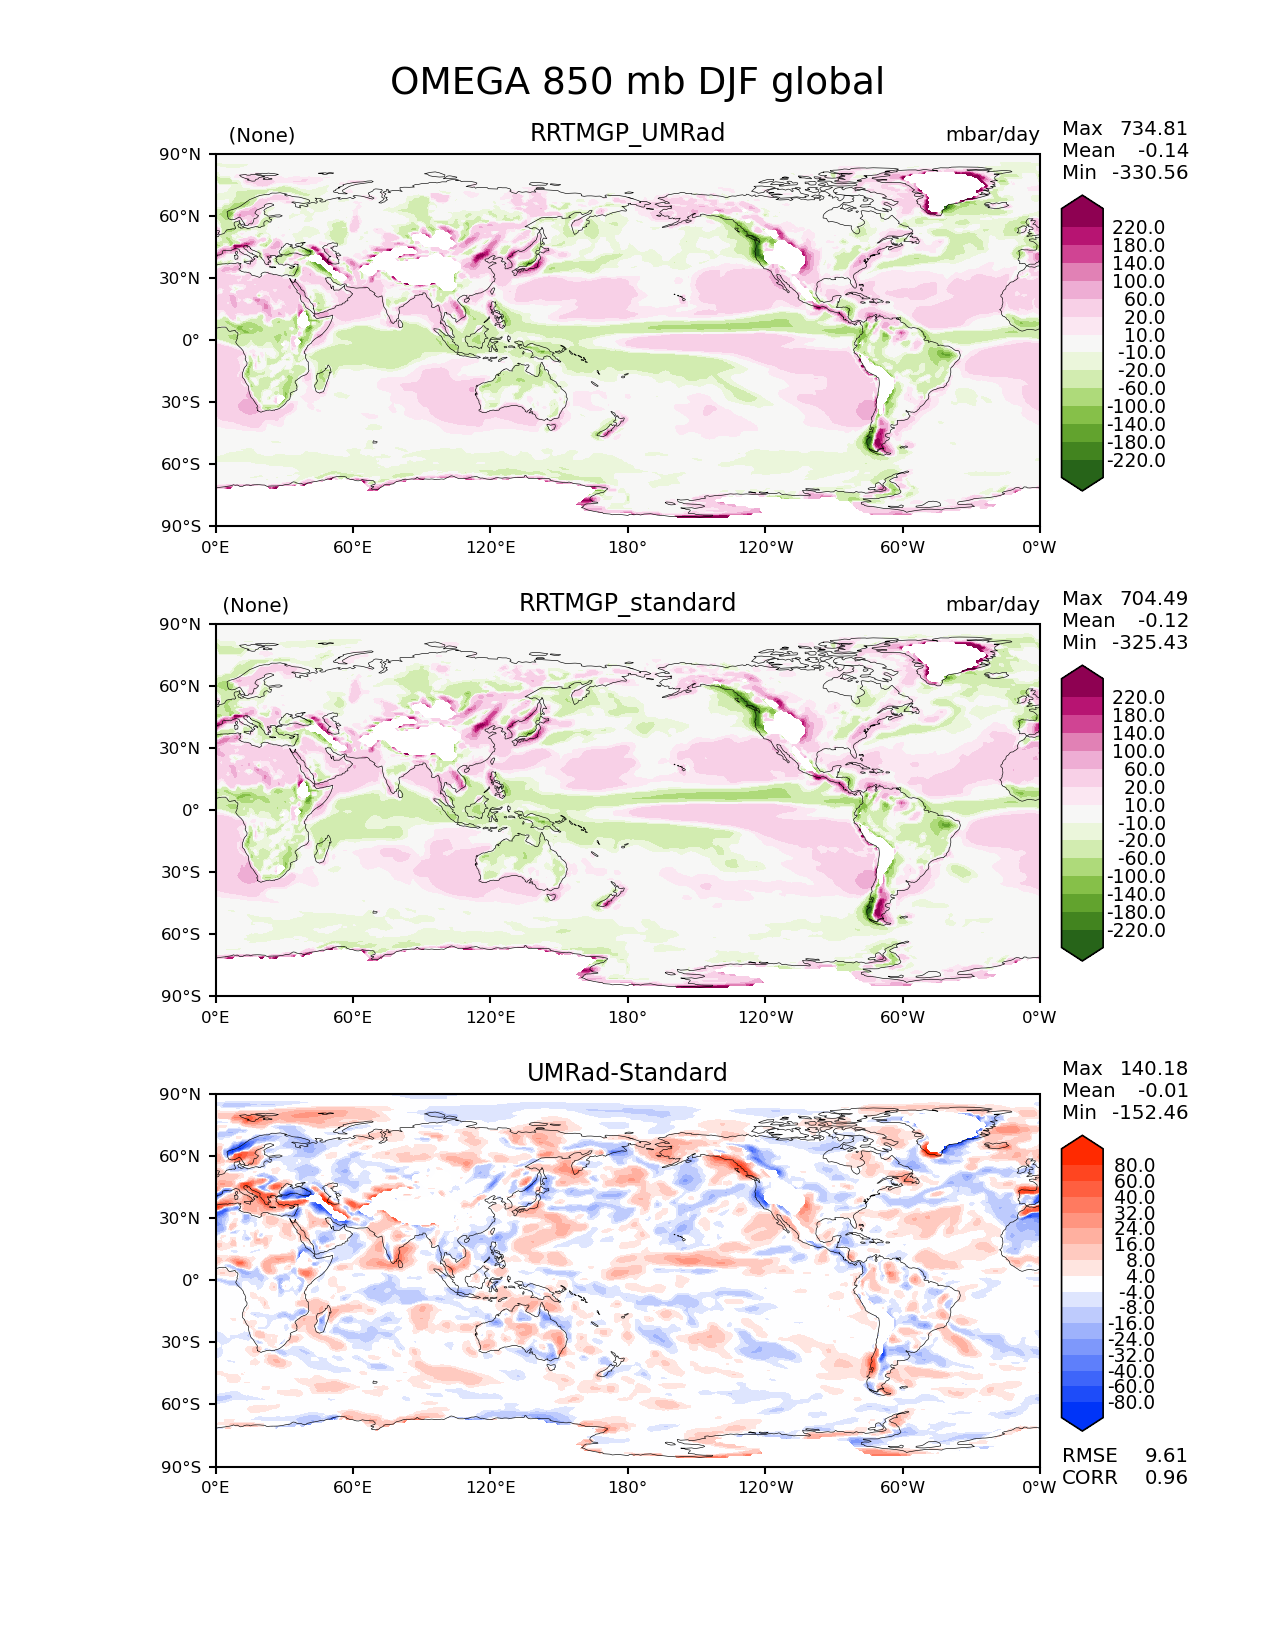 OMEGA 850 mb DJF global
(None) RRTMGP_UMRad mbar/day
Max 734.81
Mean -0.14
Min -330.56
90°N
60°N
30°N
0°
30°S
60°S
90°S
0°E 60°E 120°E 180° 120°W 60°W 0°W
220.0
180.0
140.0
100.0
60.0
20.0
10.0
-10.0
-20.0
-60.0
-100.0
-140.0
-180.0
-220.0
(None) RRTMGP_standard mbar/day
Max 704.49
Mean -0.12
Min -325.43
90°N
60°N
30°N
0°
30°S
60°S
90°S
0°E 60°E 120°E 180° 120°W 60°W 0°W
220.0
180.0
140.0
100.0
60.0
20.0
10.0
-10.0
-20.0
-60.0
-100.0
-140.0
-180.0
-220.0
UMRad-Standard
Max 140.18
Mean -0.01
Min -152.46
90°N
60°N
30°N
0°
30°S
60°S
90°S
0°E 60°E 120°E 180° 120°W 60°W 0°W
80.0
60.0
40.0
32.0
24.0
16.0
8.0
4.0
-4.0
-8.0
-16.0
-24.0
-32.0
-40.0
-60.0
-80.0
RMSE 9.61
CORR 0.96